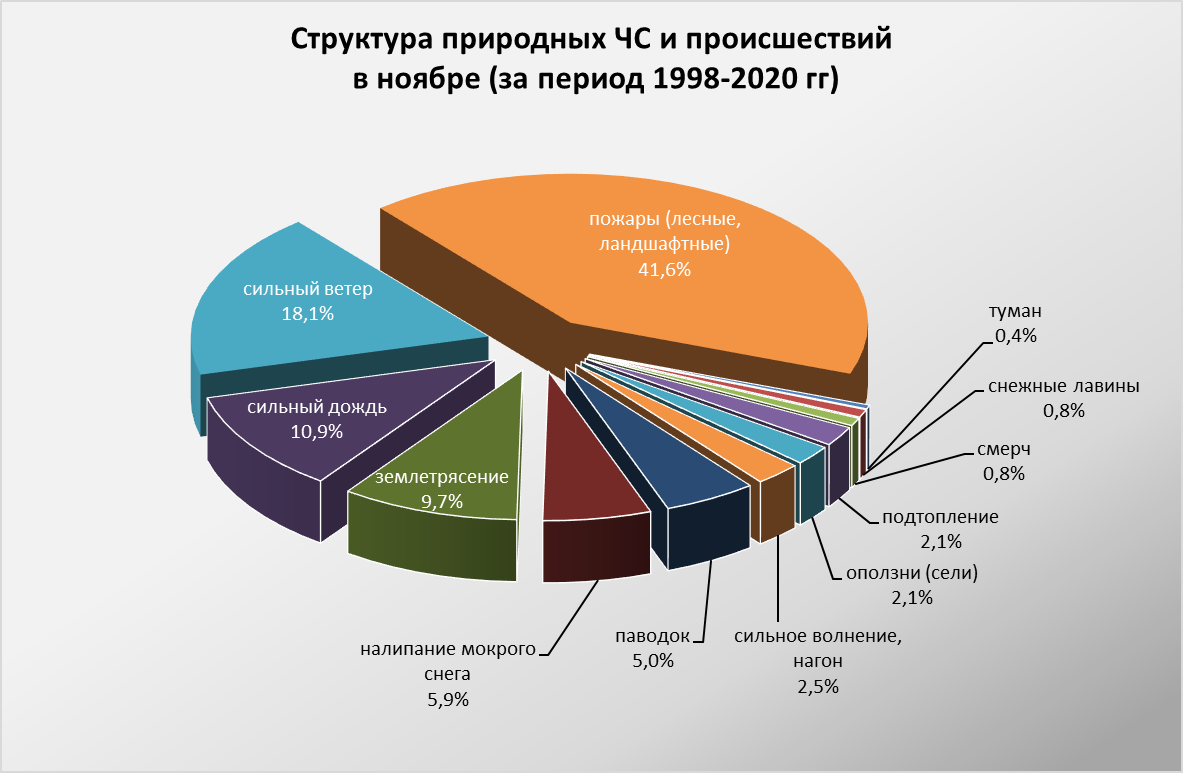 Структура природных ЧС и происшествий
в ноябре (за период 1998-2020 гг)
пожары (лесные,
ландшафтные)
41,6%
сильный ветер
18,1%
туман
0,4%
снежные лавины
0,8%
сильный дождь
10,9%
смерч
0,8%
землетрясение
9,7%
подтопление
2,1%
оползни (сели)
2,1%
сильное волнение,
нагон
2,5%
паводок
5,0%
налипание мокрого
снега
5,9%